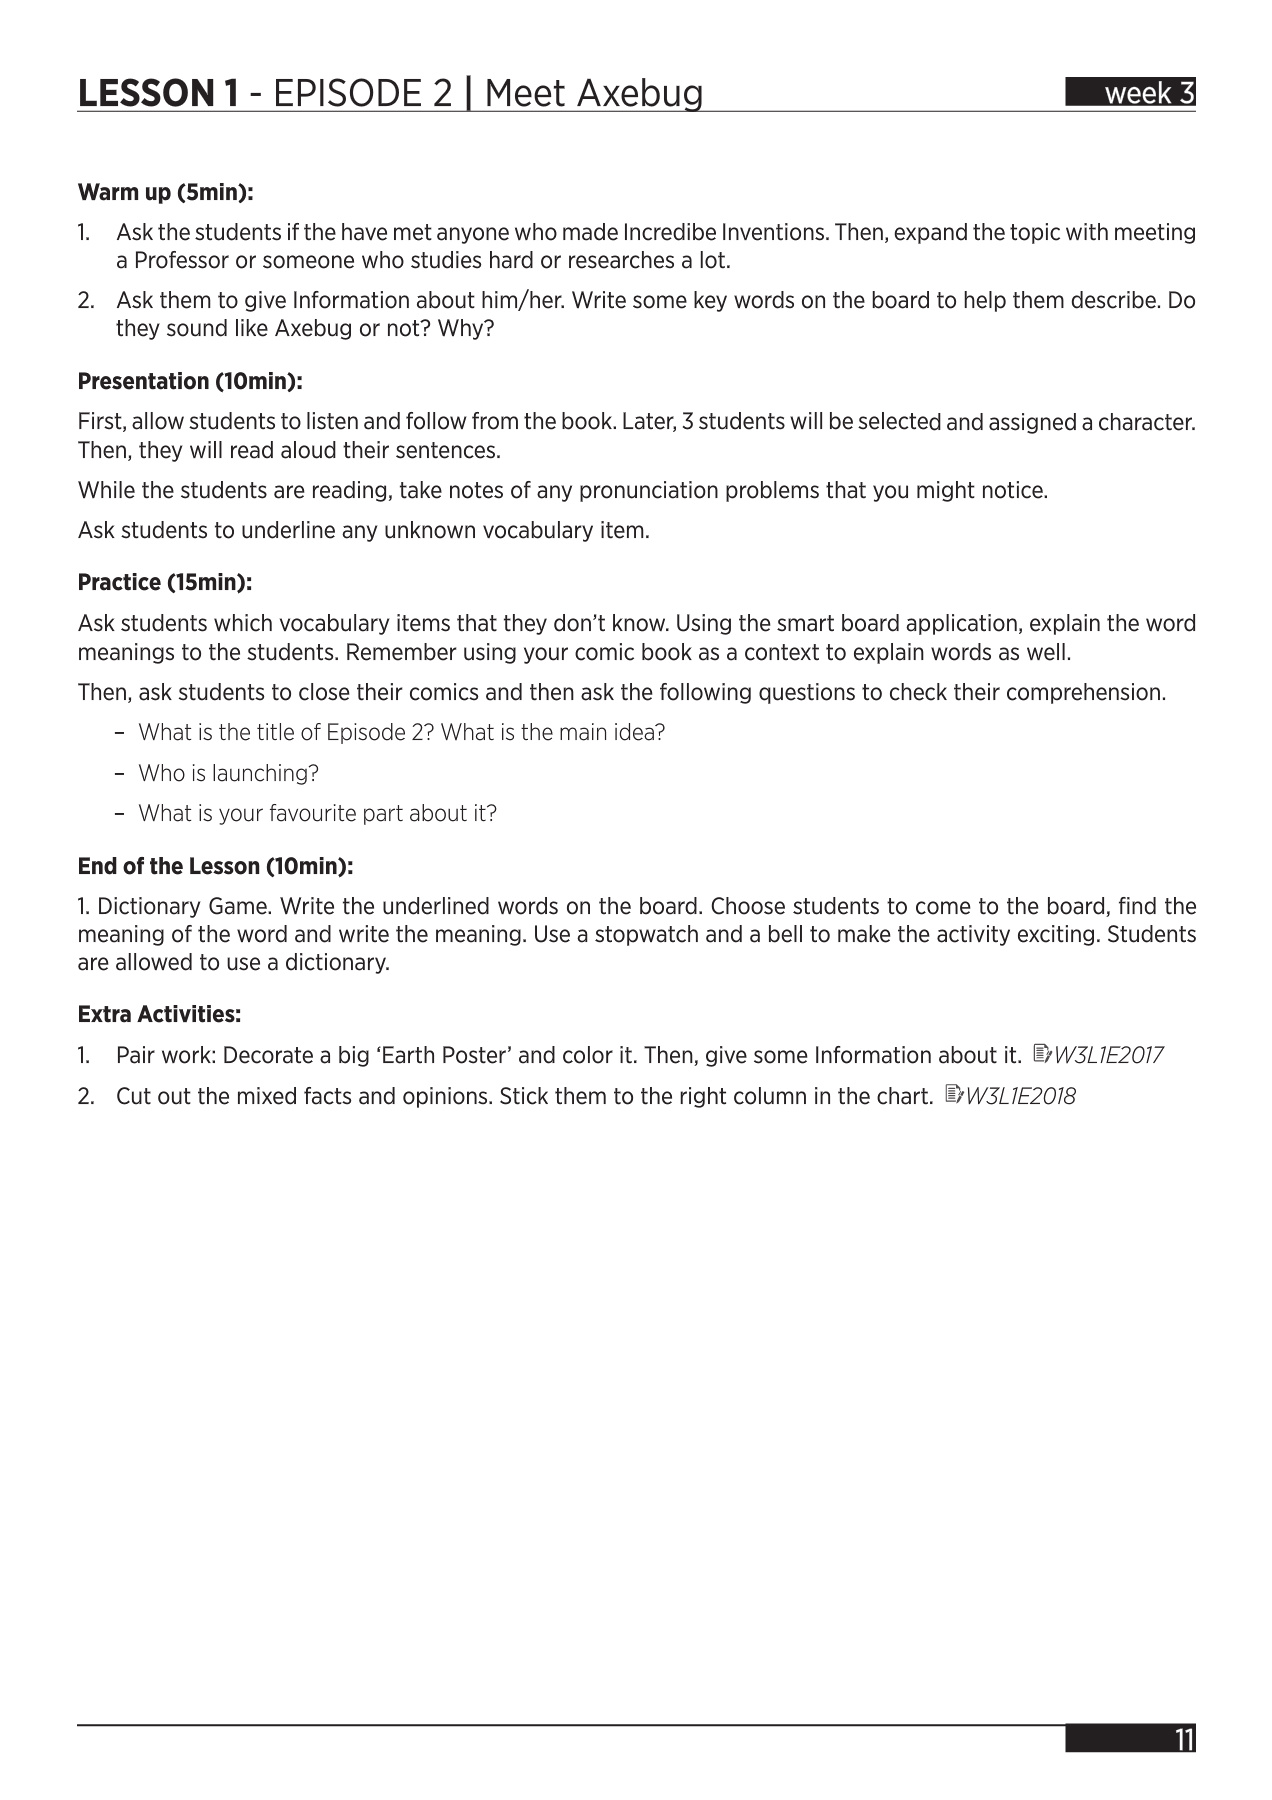 LESSON 1 - EPISODE 2 | Meet Axebug
week 3
Warm up (5min):
1. Ask the students if the have met anyone who made Incredibe Inventions. Then, expand the topic with meeting
a Professor or someone who studies hard or researches a lot.
2. Ask them to give Information about him/her. Write some key words on the board to help them describe. Do
they sound like Axebug or not? Why?
Presentation (10min):
First, allow students to listen and follow from the book. Later, 3 students will be selected and assigned a character.
Then, they will read aloud their sentences.
While the students are reading, take notes of any pronunciation problems that you might notice.
Ask students to underline any unknown vocabulary item.
Practice (15min):
Ask students which vocabulary items that they don’t know. Using the smart board application, explain the word
meanings to the students. Remember using your comic book as a context to explain words as well.
Then, ask students to close their comics and then ask the following questions to check their comprehension.
– What is the title of Episode 2? What is the main idea?
– Who is launching?
– What is your favourite part about it?
End of the Lesson (10min):
1. Dictionary Game. Write the underlined words on the board. Choose students to come to the board, find the
meaning of the word and write the meaning. Use a stopwatch and a bell to make the activity exciting. Students
are allowed to use a dictionary.
Extra Activities:
1. Pair work: Decorate a big ‘Earth Poster’ and color it. Then, give some Information about it. W3L1E2017
2. Cut out the mixed facts and opinions. Stick them to the right column in the chart. W3L1E2018
11